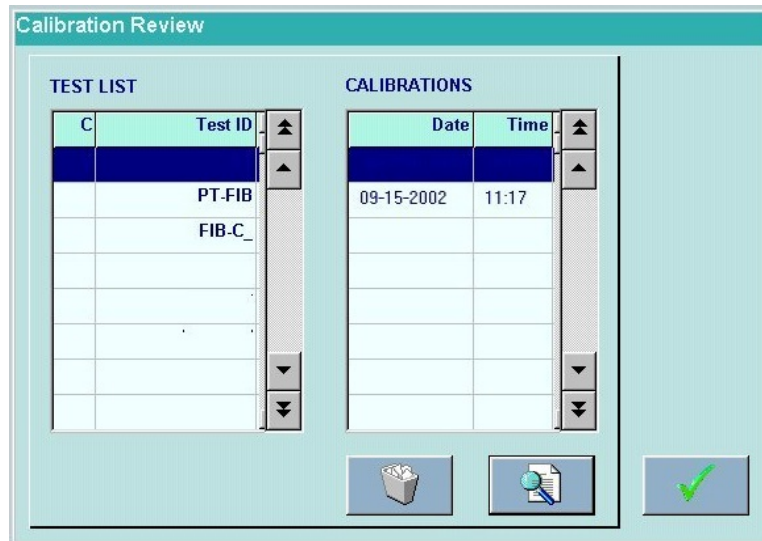 Calibration Review
TEST LIST
C Test ID
PT-FIB
FIB-C_
CALIBRATIONS
Date Time
09-15-2002 11:17